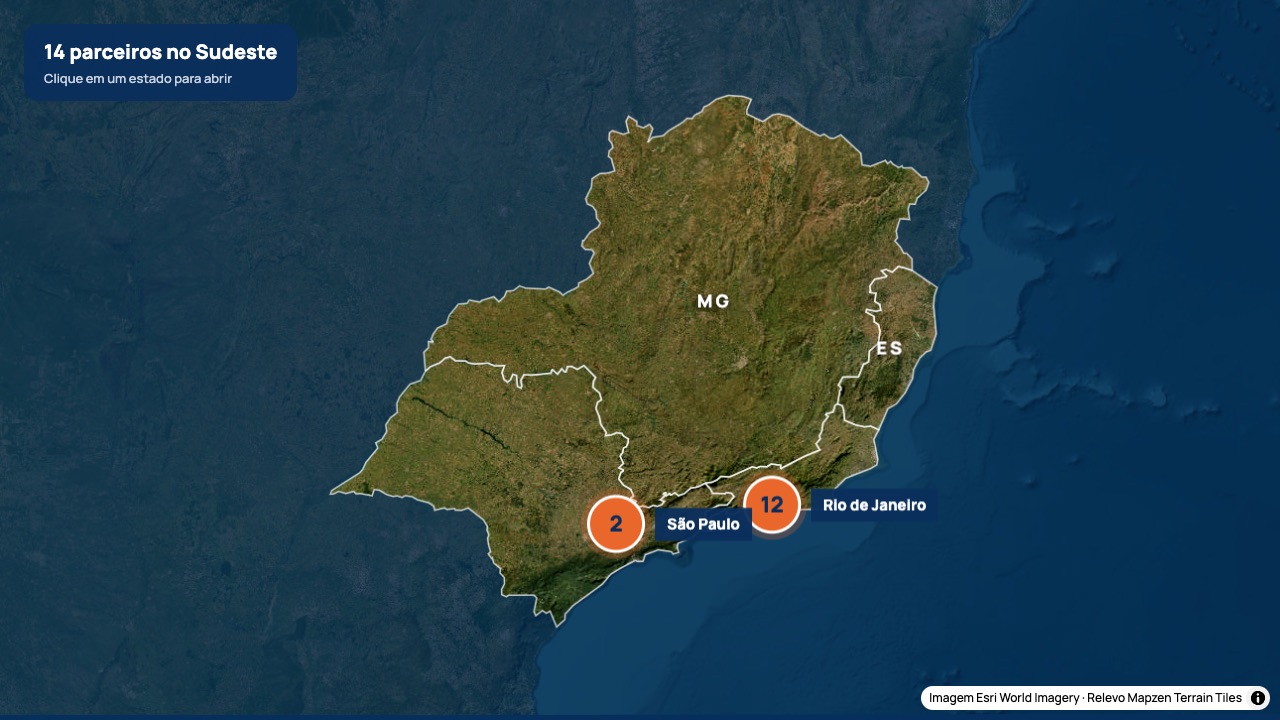 14 parceiros no Sudeste
Clique em um estado para abrir
MG
ES
12
Rio de Janeiro
2
São Paulo
Imagem Esri World Imagery · Relevo Mapzen Terrain Tiles